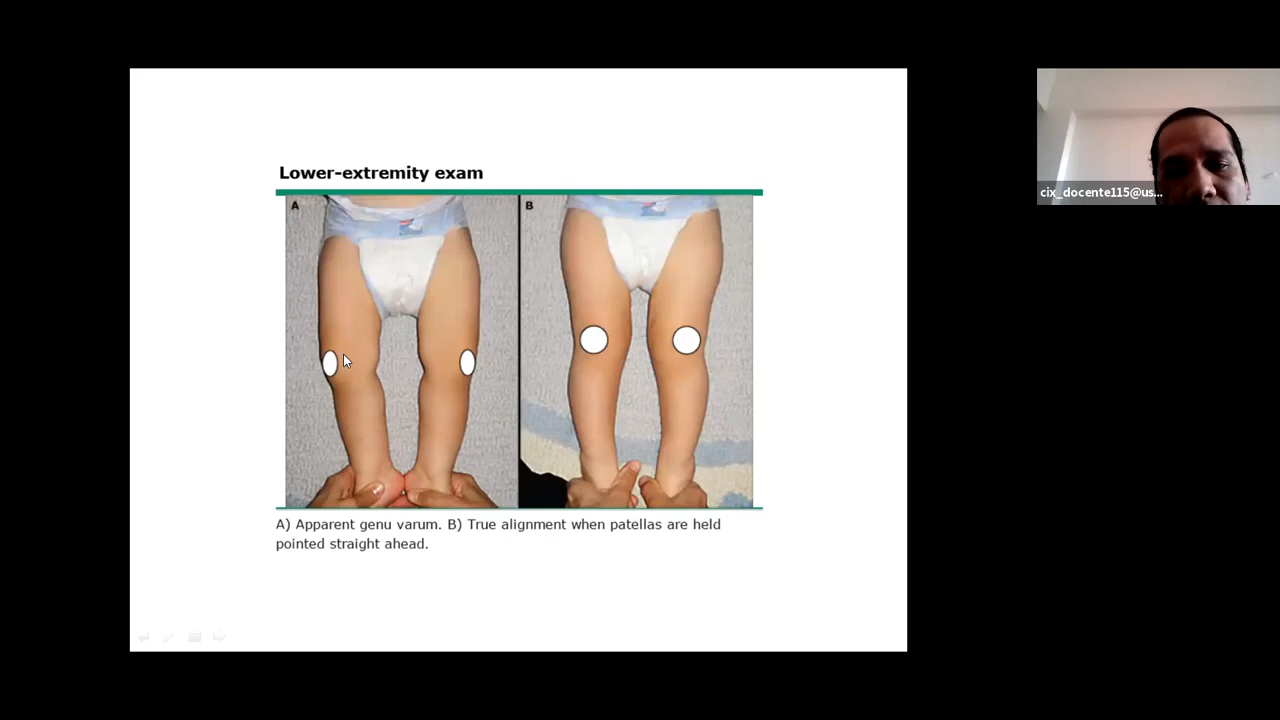 Lower-extremity exam
A
B
A) Apparent genu varum. B) True alignment when patellas are held
pointed straight ahead.
cix_docente115@us...